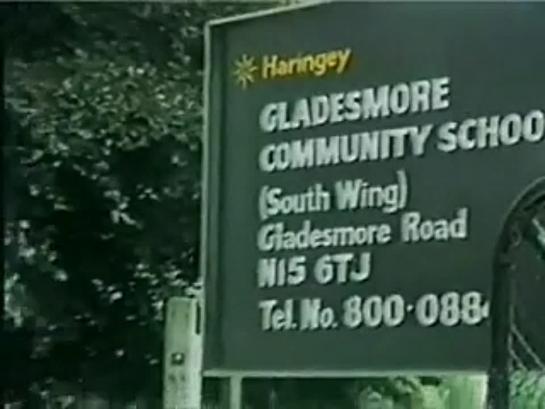 Haringey
GLADESMORE
COMMUNITY SCHOO
(South Wing)
Gladesmore Road
N15 6TJ
Tel. No. 800·088